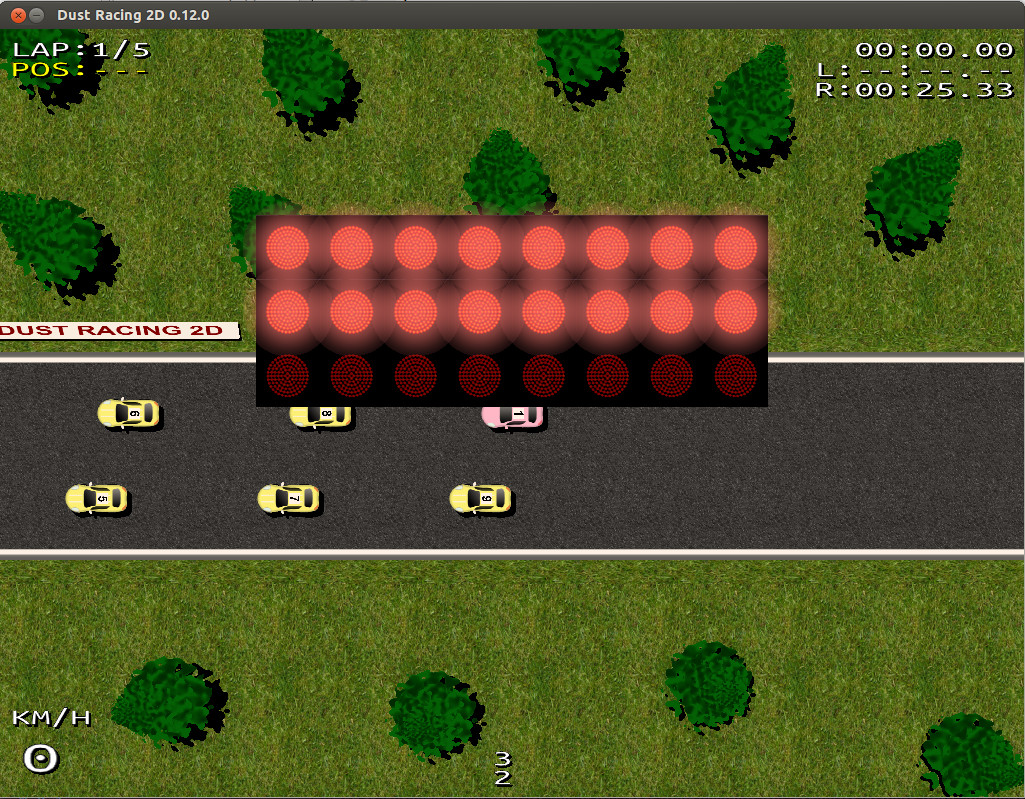 Dust Racing 2D 0.12.0
LAP:1/5
00:00.00
POS:---
L:--:--.--
R:00:25.33
DUST RACING 2D
6
8
1
5
7
9
KM/H
0
3
2